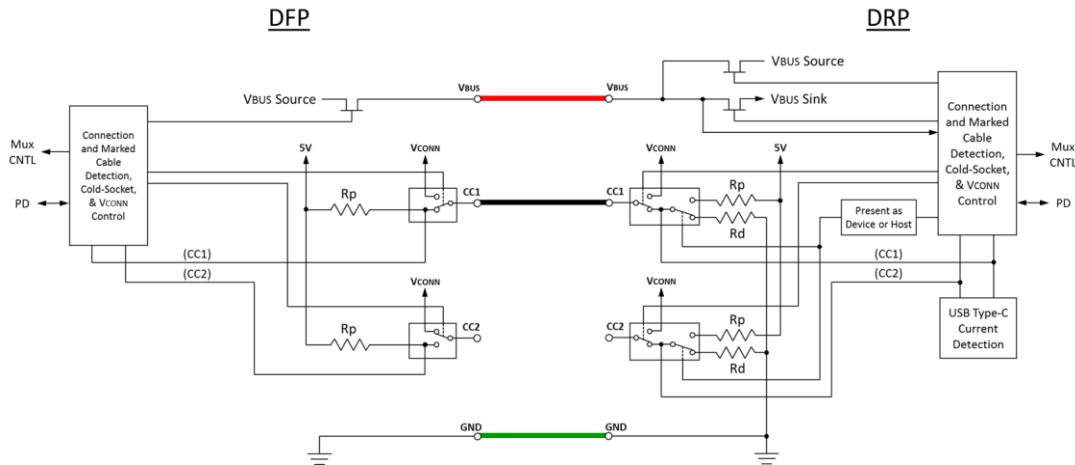 DFP
DRP
VBUS Source
VBUS
VBUS
VBUS Source
VBUS Sink
Connection
and Marked
Cable
Detection,
Cold-Socket,
& VCONN
Control
Mux
CNTL
PD
5V
VCONN
Rp
CC1
CC1
VCONN
5V
Rp
Rd
Connection
and Marked
Cable
Detection,
Cold-Socket,
& VCONN
Control
Mux
CNTL
PD
Present as
Device or Host
(CC1)
(CC2)
(CC1)
(CC2)
VCONN
Rp
CC2
CC2
VCONN
Rp
Rd
USB Type-C
Current
Detection
GND
GND